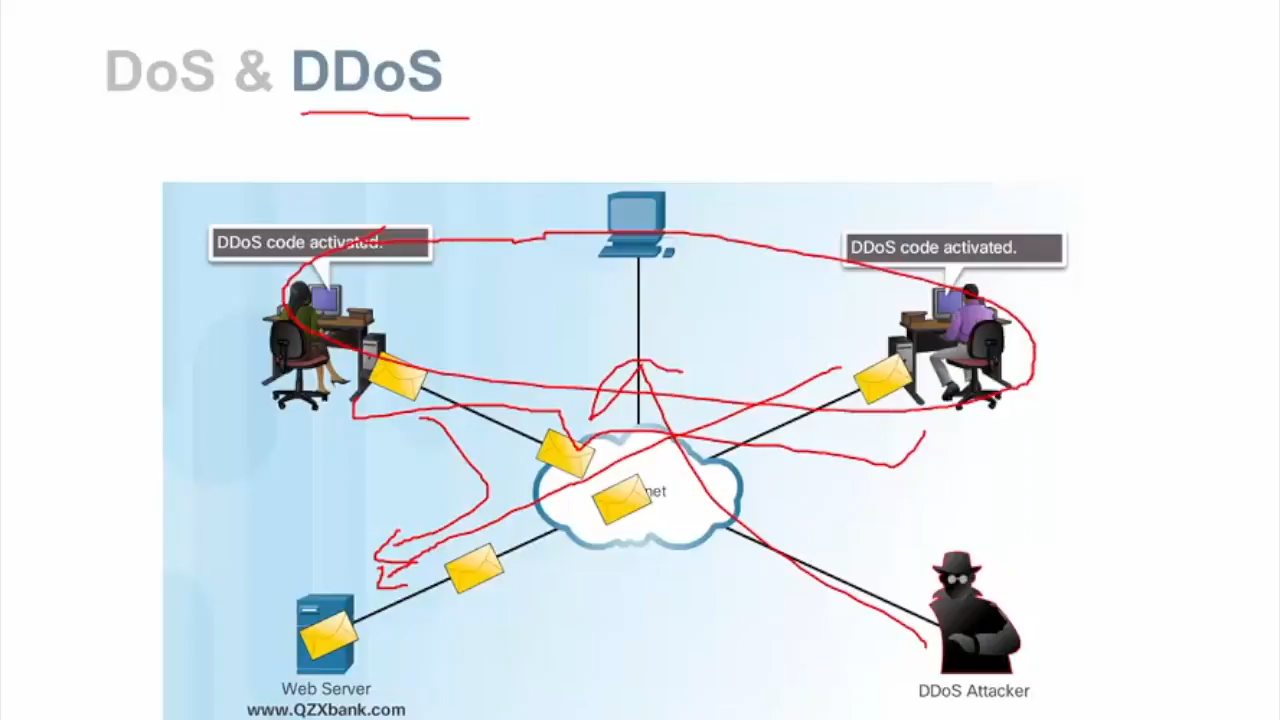 DoS & DDoS
DDoS code activated.
DDoS code activated.
Web Server
www.QZXbank.com
DDoS Attacker